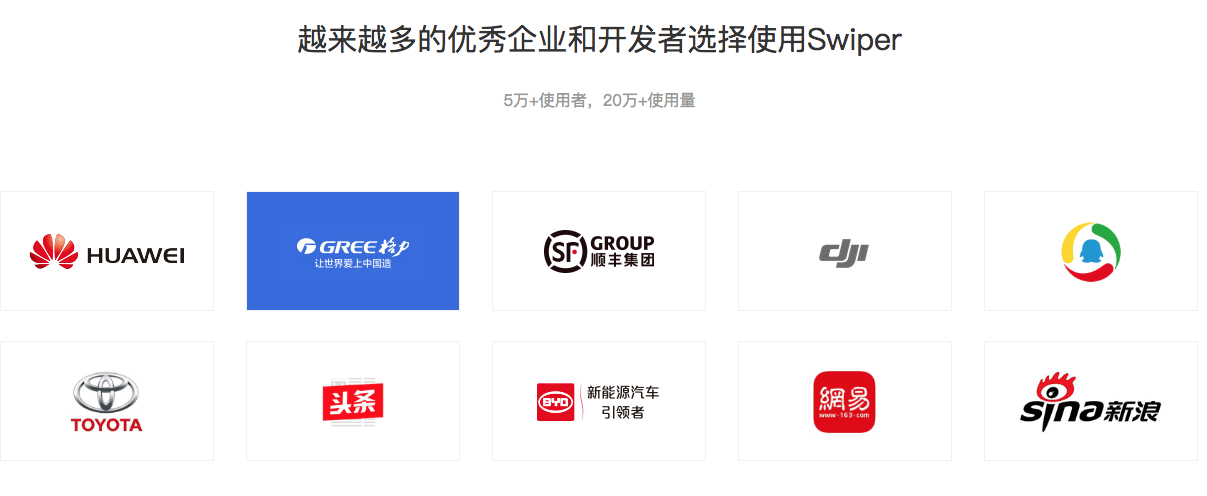 越来越多的优秀企业和开发者选择使用Swiper
5万+使用者，20万+使用量
HUAWEI
GREE 格力
让世界爱上中国造
SF GROUP
顺丰集团
dji
TOYOTA
头条
BYD
新能源汽车
引领者
網易
www·163·com
sina新浪